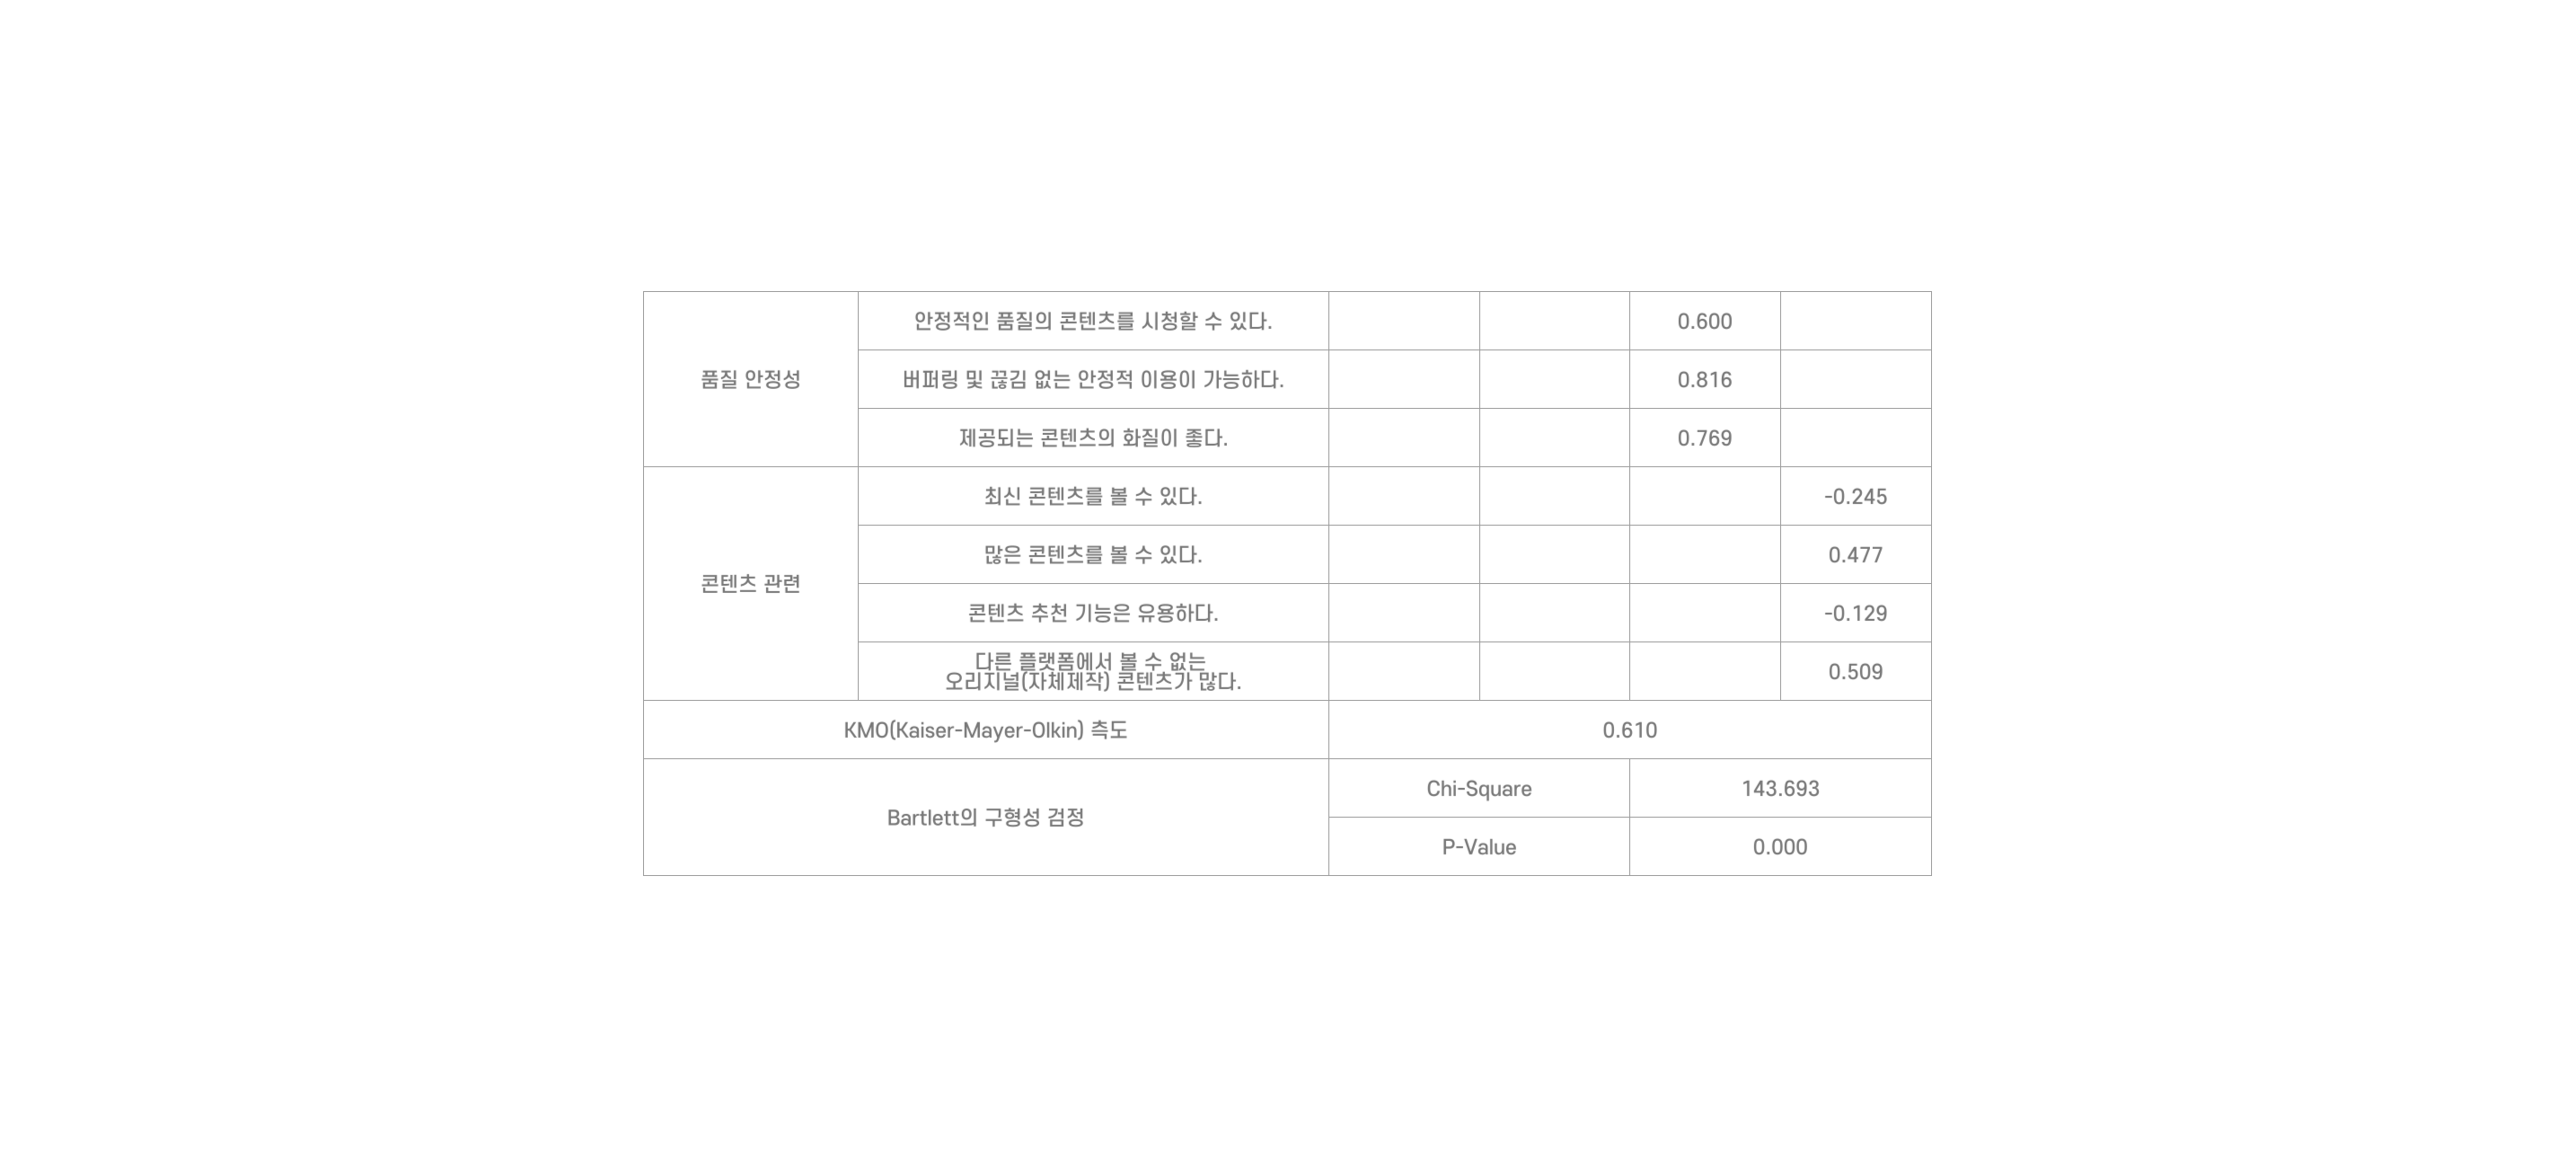 품질 안정성
안정적인 품질의 콘텐츠를 시청할 수 있다.
0.600
버퍼링 및 끊김 없는 안정적 이용이 가능하다.
0.816
제공되는 콘텐츠의 화질이 좋다.
0.769
콘텐츠 관련
최신 콘텐츠를 볼 수 있다.
-0.245
많은 콘텐츠를 볼 수 있다.
0.477
콘텐츠 추천 기능은 유용하다.
-0.129
다른 플랫폼에서 볼 수 없는
오리지널(자체제작) 콘텐츠가 많다.
0.509
KMO(Kaiser-Mayer-Olkin) 측도
0.610
Bartlett의 구형성 검정
Chi-Square
143.693
P-Value
0.000